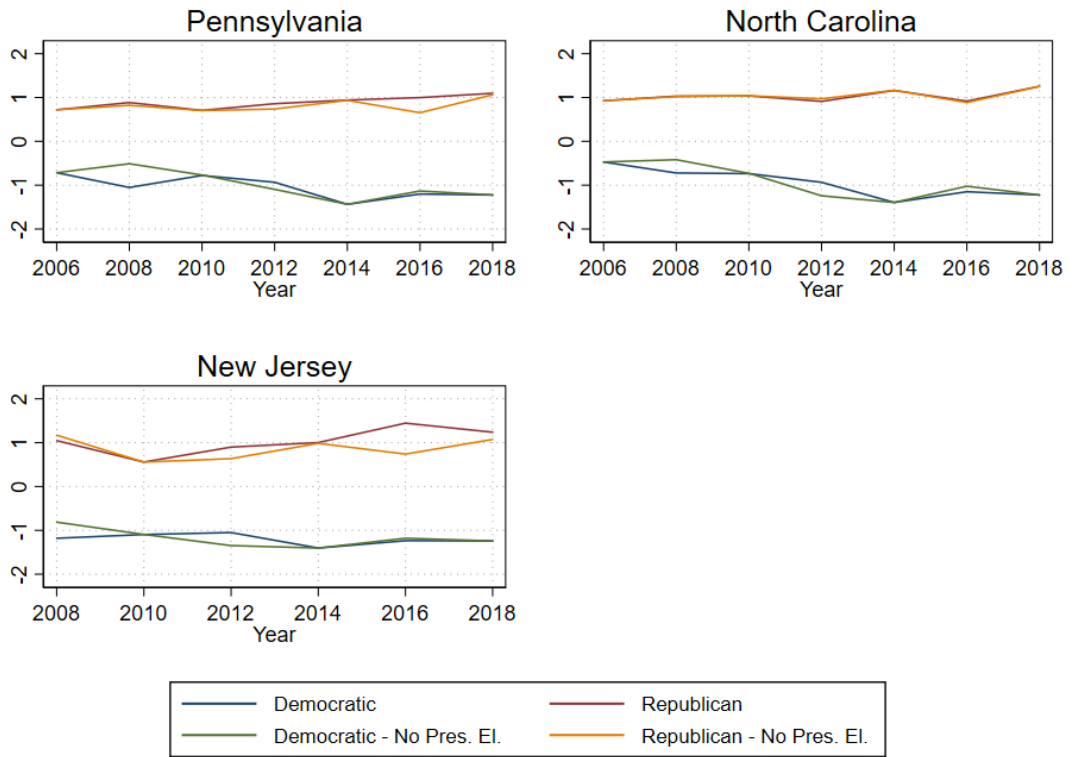 Pennsylvania
2
1
0
-1
-2
2006 2008 2010 2012 2014 2016 2018
Year
North Carolina
2
1
0
-1
-2
2006 2008 2010 2012 2014 2016 2018
Year
New Jersey
2
1
0
-1
-2
2008 2010 2012 2014 2016 2018
Year
Democratic Republican
Democratic - No Pres. El. Republican - No Pres. El.